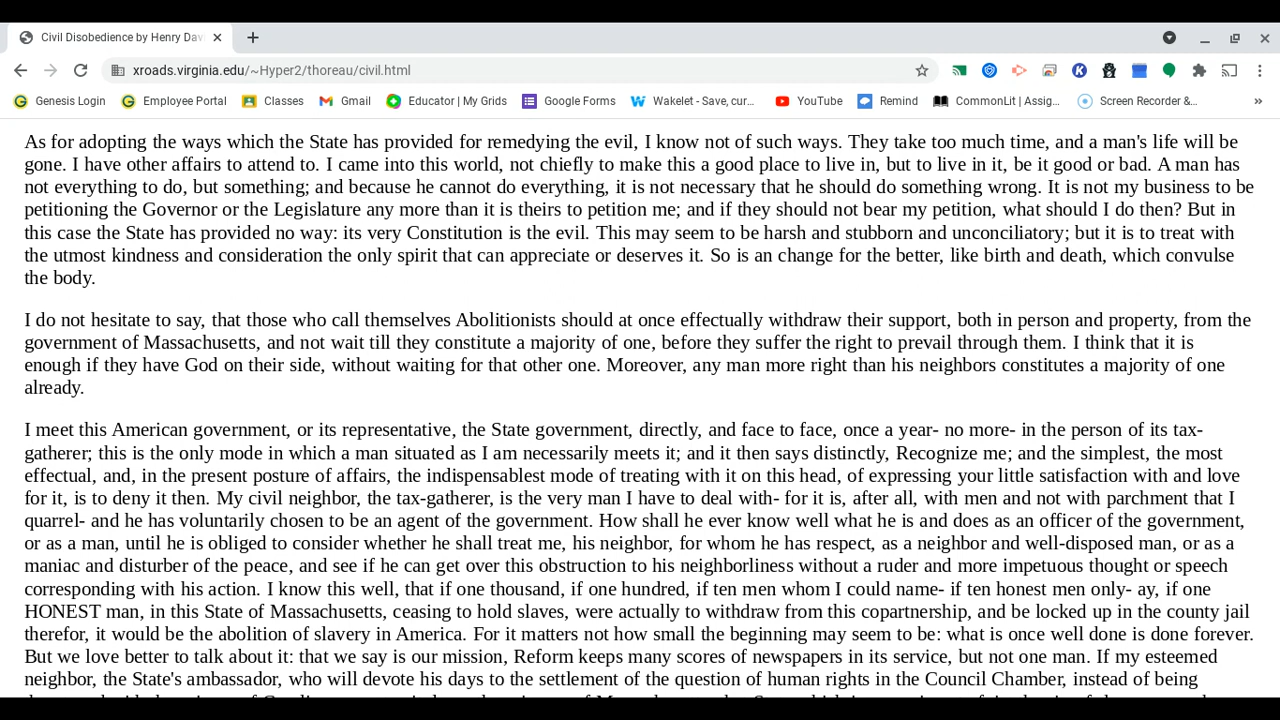 Civil Disobedience by Henry Dav
xroads.virginia.edu/~Hyper2/thoreau/civil.html
Genesis Login Employee Portal Classes Gmail Educator | My Grids Google Forms Wakelet - Save, cur... YouTube Remind CommonLit | Assig... Screen Recorder &... »
As for adopting the ways which the State has provided for remedying the evil, I know not of such ways. They take too much time, and a man's life will be
gone. I have other affairs to attend to. I came into this world, not chiefly to make this a good place to live in, but to live in it, be it good or bad. A man has
not everything to do, but something; and because he cannot do everything, it is not necessary that he should do something wrong. It is not my business to be
petitioning the Governor or the Legislature any more than it is theirs to petition me; and if they should not bear my petition, what should I do then? But in
this case the State has provided no way: its very Constitution is the evil. This may seem to be harsh and stubborn and unconciliatory; but it is to treat with
the utmost kindness and consideration the only spirit that can appreciate or deserves it. So is an change for the better, like birth and death, which convulse
the body.
I do not hesitate to say, that those who call themselves Abolitionists should at once effectually withdraw their support, both in person and property, from the
government of Massachusetts, and not wait till they constitute a majority of one, before they suffer the right to prevail through them. I think that it is
enough if they have God on their side, without waiting for that other one. Moreover, any man more right than his neighbors constitutes a majority of one
already.
I meet this American government, or its representative, the State government, directly, and face to face, once a year- no more- in the person of its tax-
gatherer; this is the only mode in which a man situated as I am necessarily meets it; and it then says distinctly, Recognize me; and the simplest, the most
effectual, and, in the present posture of affairs, the indispensablest mode of treating with it on this head, of expressing your little satisfaction with and love
for it, is to deny it then. My civil neighbor, the tax-gatherer, is the very man I have to deal with- for it is, after all, with men and not with parchment that I
quarrel- and he has voluntarily chosen to be an agent of the government. How shall he ever know well what he is and does as an officer of the government,
or as a man, until he is obliged to consider whether he shall treat me, his neighbor, for whom he has respect, as a neighbor and well-disposed man, or as a
maniac and disturber of the peace, and see if he can get over this obstruction to his neighborliness without a ruder and more impetuous thought or speech
corresponding with his action. I know this well, that if one thousand, if one hundred, if ten men whom I could name- if ten honest men only- ay, if one
HONEST man, in this State of Massachusetts, ceasing to hold slaves, were actually to withdraw from this copartnership, and be locked up in the county jail
therefor, it would be the abolition of slavery in America. For it matters not how small the beginning may seem to be: what is once well done is done forever.
But we love better to talk about it: that we say is our mission, Reform keeps many scores of newspapers in its service, but not one man. If my esteemed
neighbor, the State's ambassador, who will devote his days to the settlement of the question of human rights in the Council Chamber, instead of being